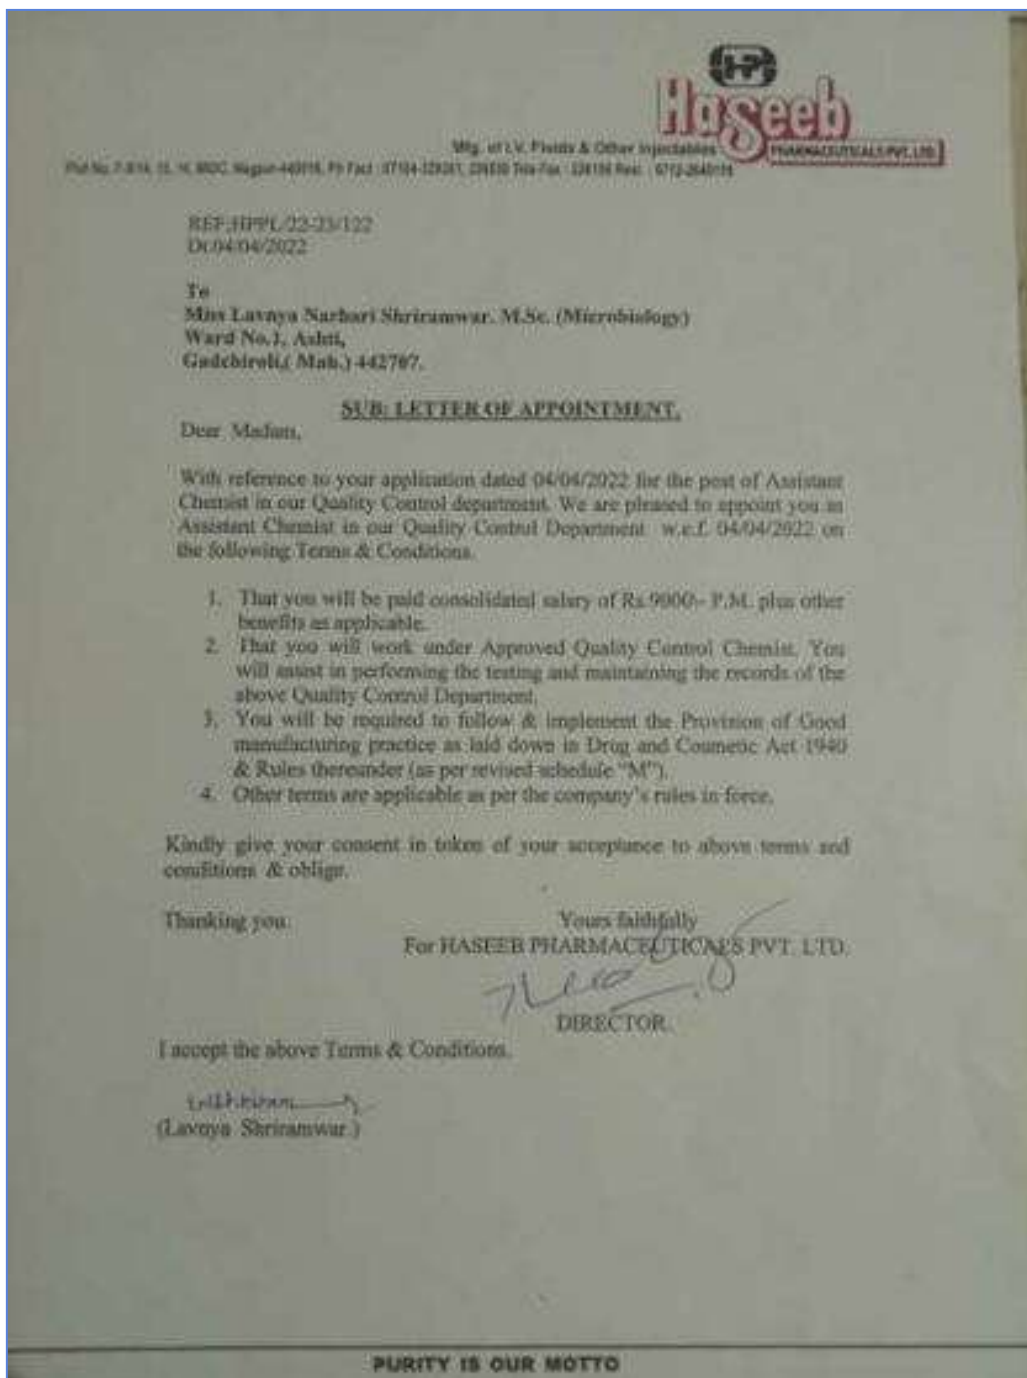 HP
Haseeb
PHARMACEUTICALS PVT. LTD.
Mfg. of I.V. Fluids & Other Injectables
Plot No. MIDC, Nagpur-440016, Ph Fact : 07104-
REF:HPPL/22-23/122
Dt.04/04/2022
To
Miss Lavnya Narhari Shriramwar. M.Sc. (Microbiology)
Ward No.1, Ashti,
Gadchiroli,( Mah.) 442707.
SUB: LETTER OF APPOINTMENT.
Dear Madam,
With reference to your application dated 04/04/2022 for the post of Assistant
Chemist in our Quality Control department. We are pleased to appoint you as
Assistant Chemist in our Quality Control Department w.e.f. 04/04/2022 on
the following Terms & Conditions.
1. That you will be paid consolidated salary of Rs.9000/- P.M. plus other
benefits as applicable.
2. That you will work under Approved Quality Control Chemist. You
will assist in performing the testing and maintaining the records of the
above Quality Control Department.
3. You will be required to follow & implement the Provision of Good
manufacturing practice as laid down in Drug and Cosmetic Act 1940
& Rules thereunder (as per revised schedule “M”).
4. Other terms are applicable as per the company’s rules in force.
Kindly give your consent in token of your acceptance to above terms and
conditions & oblige.
Thanking you. Yours faithfully
For HASEEB PHARMACEUTICALS PVT. LTD.
DIRECTOR.
I accept the above Terms & Conditions.
(Lavnya Shriramwar.)
PURITY IS OUR MOTTO